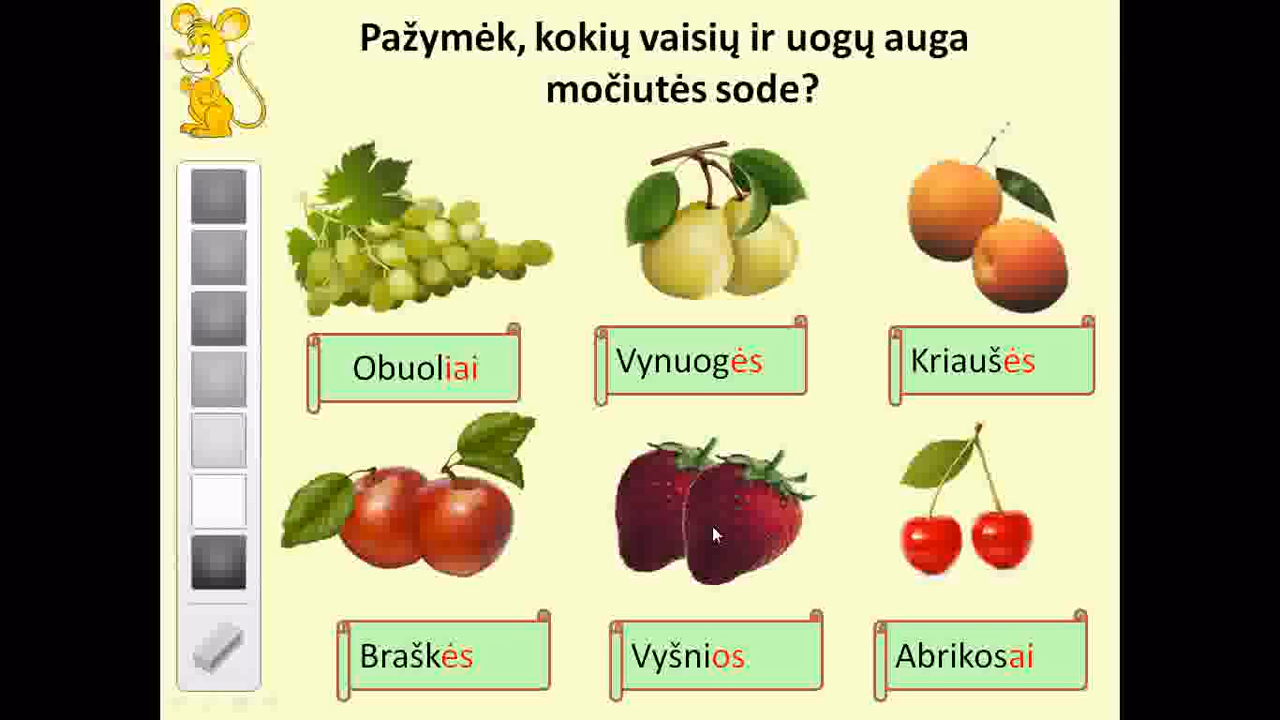 Pažymėk, kokių vaisių ir uogų auga
močiutės sode?
Obuoliai
Vynuogės
Kriaušės
Braškės
Vyšnios
Abrikosai